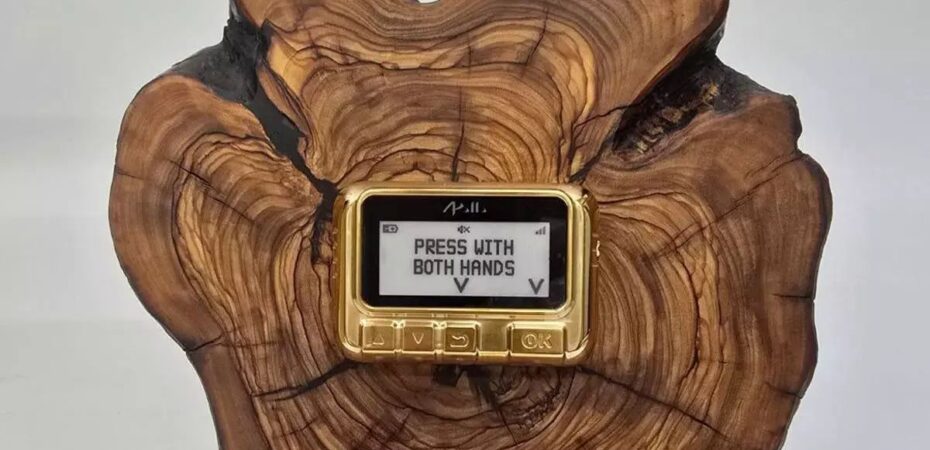 PRESS WITH
BOTH HANDS
OK